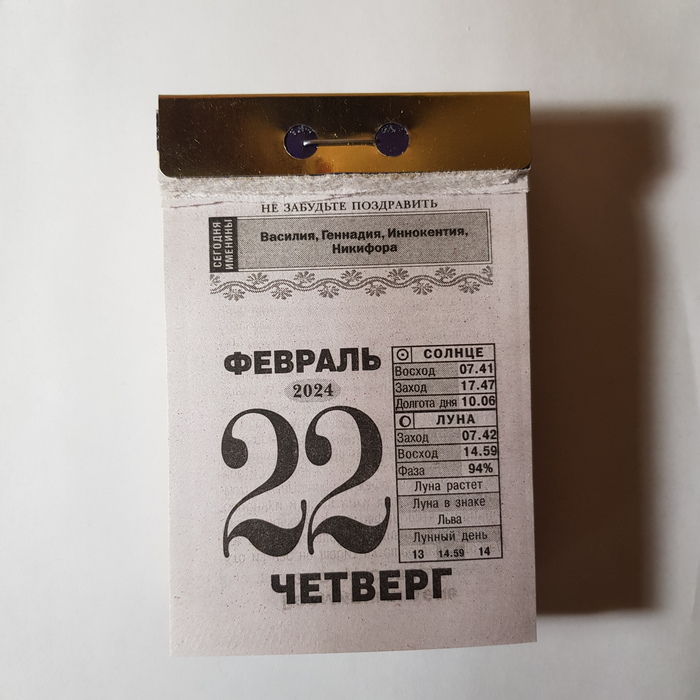 НЕ ЗАБУДЬТЕ ПОЗДРАВИТЬ
СЕГОДНЯ
ИМЕНИНЫ
Василия, Геннадия, Иннокентия,
Никифора
ФЕВРАЛЬ
2024
22
ЧЕТВЕРГ
СОЛНЦЕ
Восход 07.41
Заход 17.47
Долгота дня 10.06
ЛУНА
Заход 07.42
Восход 14.59
Фаза 94%
Луна растет
Луна в знаке
Льва
Лунный день
13 14.59 14